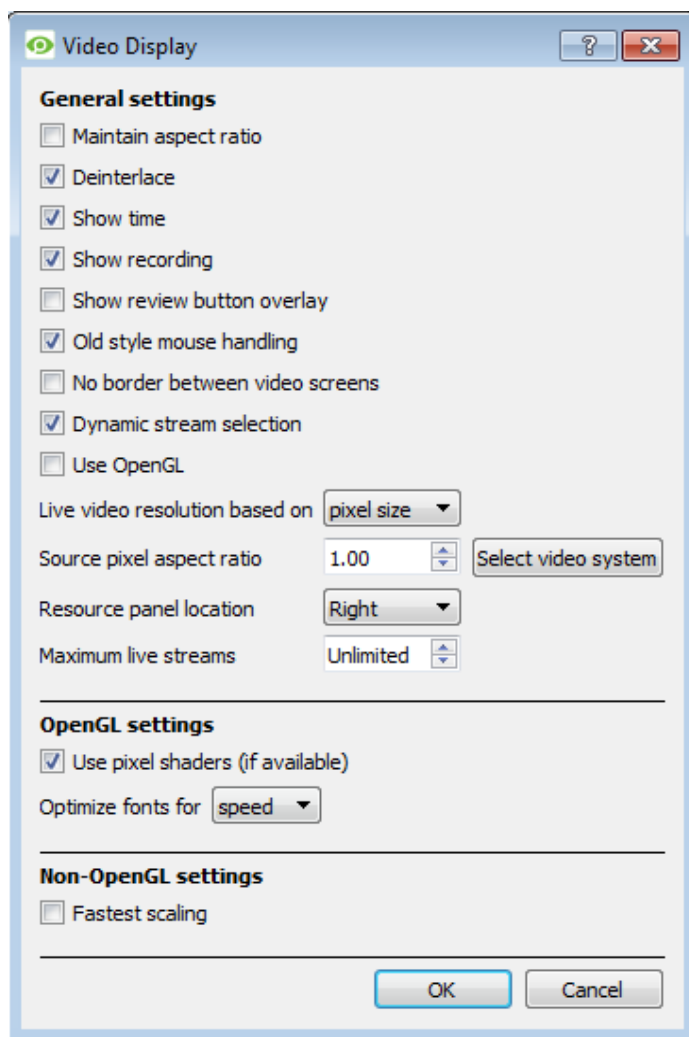 Video Display
General settings
Maintain aspect ratio
Deinterlace
Show time
Show recording
Show review button overlay
Old style mouse handling
No border between video screens
Dynamic stream selection
Use OpenGL
Live video resolution based on pixel size
Source pixel aspect ratio 1.00 Select video system
Resource panel location Right
Maximum live streams Unlimited
OpenGL settings
Use pixel shaders (if available)
Optimize fonts for speed
Non-OpenGL settings
Fastest scaling
OK Cancel